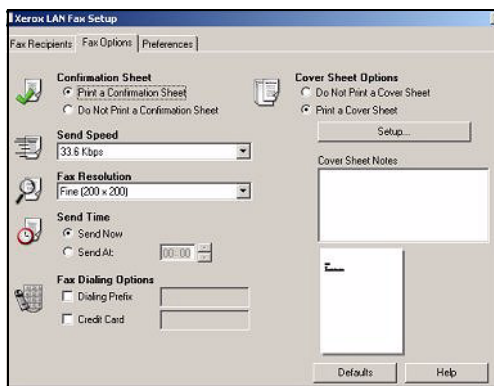 Xerox LAN Fax Setup
Fax Recipients Fax Options Preferences
Confirmation Sheet
Print a Confirmation Sheet
Do Not Print a Confirmation Sheet
Send Speed
33.6 Kbps
Fax Resolution
Fine (200 x 200)
Send Time
Send Now
Send At: 00:00
Fax Dialing Options
Dialing Prefix
Credit Card
Cover Sheet Options
Do Not Print a Cover Sheet
Print a Cover Sheet
Setup...
Cover Sheet Notes
Defaults Help